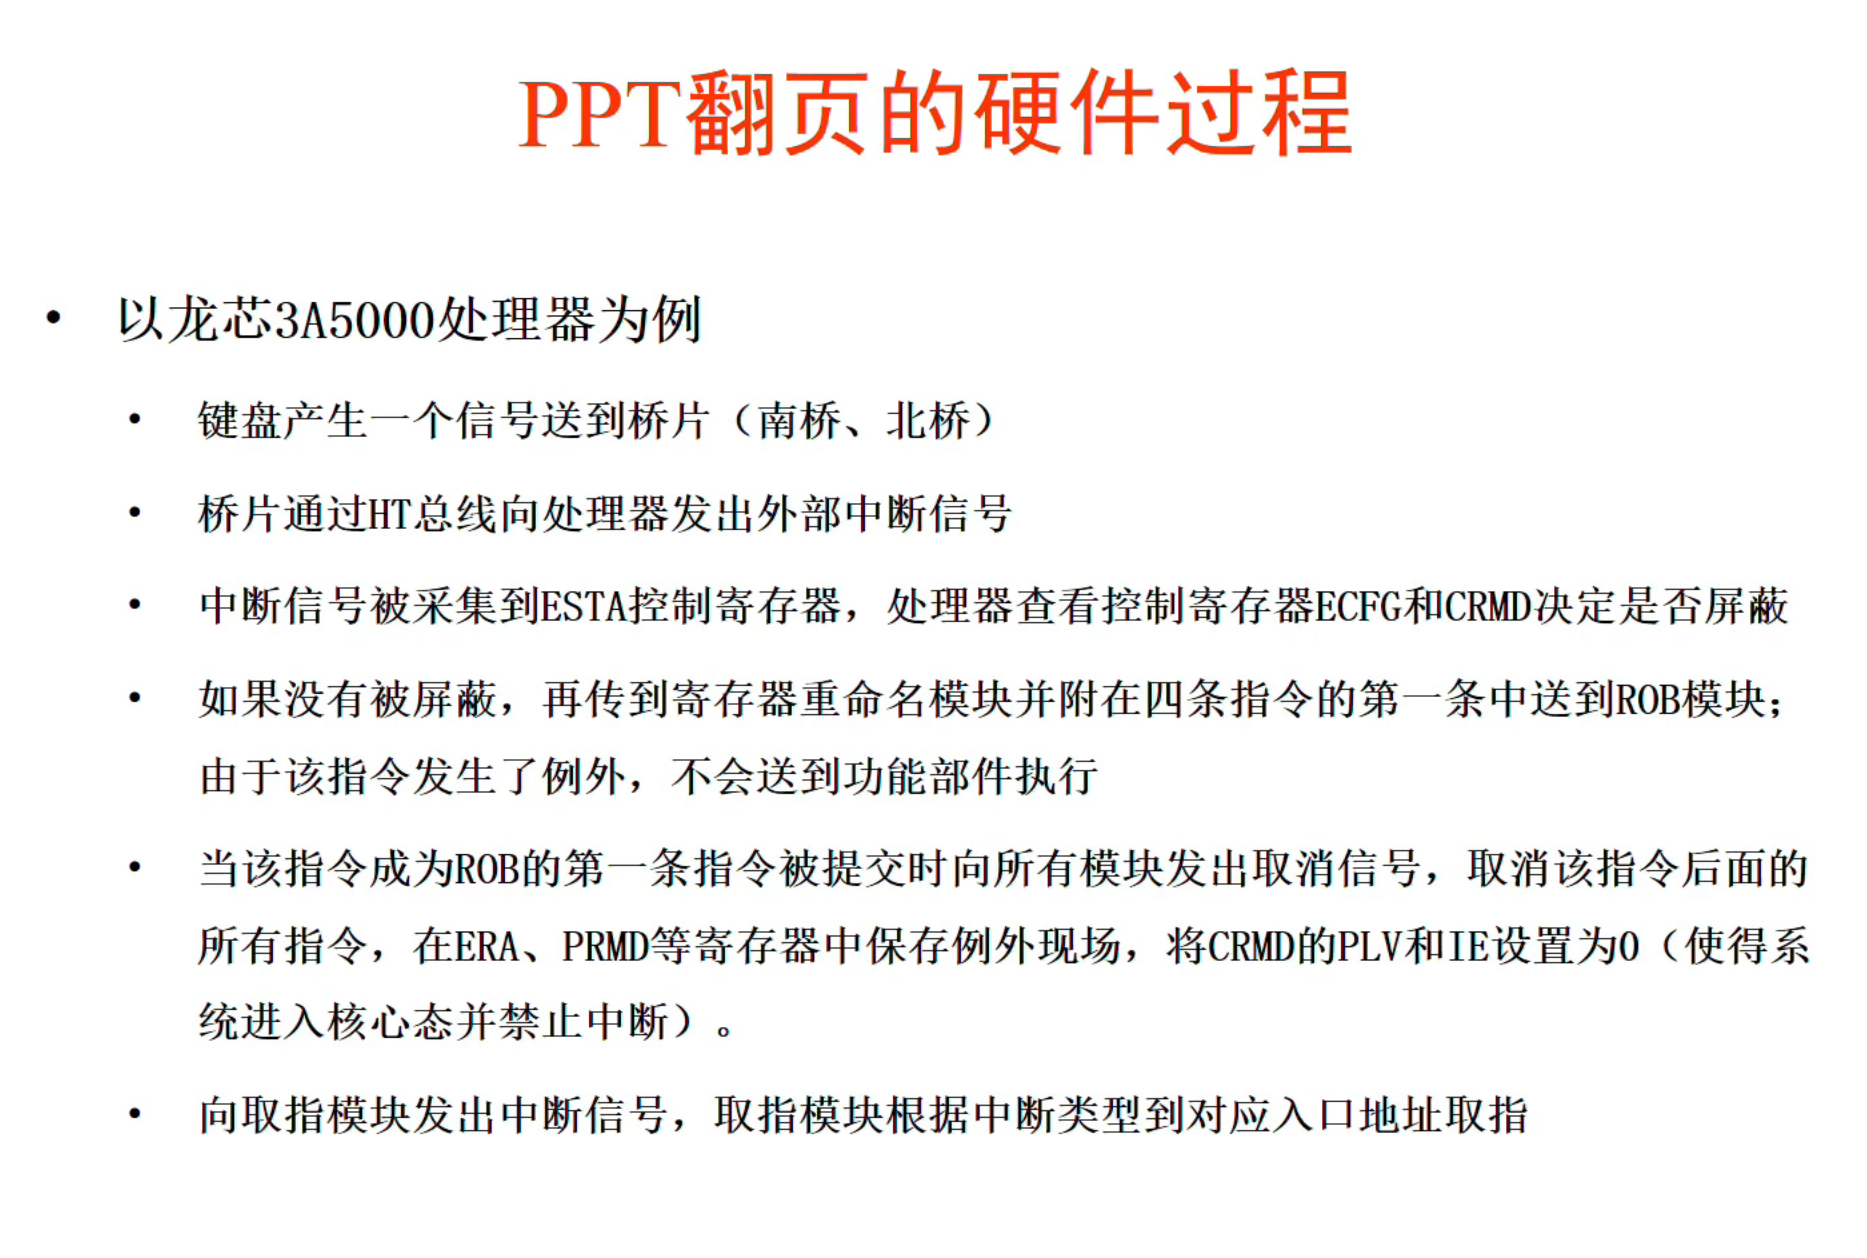 PPT翻页的硬件过程
• 以龙芯3A5000处理器为例
• 键盘产生一个信号送到桥片（南桥、北桥）
• 桥片通过HT总线向处理器发出外部中断信号
• 中断信号被采集到ESTA控制寄存器，处理器查看控制寄存器ECFG和CRMD决定是否屏蔽
• 如果没有被屏蔽，再传到寄存器重命名模块并附在四条指令的第一条中送到ROB模块；
由于该指令发生了例外，不会送到功能部件执行
• 当该指令成为ROB的第一条指令被提交时向所有模块发出取消信号，取消该指令后面的
所有指令，在ERA、PRMD等寄存器中保存例外现场，将CRMD的PLV和IE设置为0（使得系
统进入核心态并禁止中断）。
• 向取指模块发出中断信号，取指模块根据中断类型到对应入口地址取指